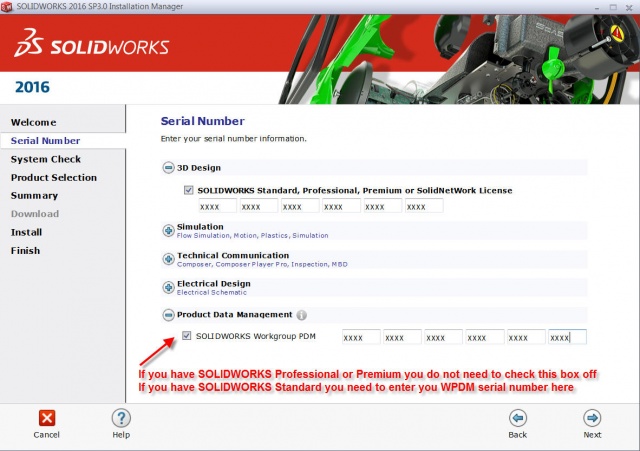 SOLIDWORKS 2016 SP3.0 Installation Manager
SOLIDWORKS
2016
Welcome
Serial Number
System Check
Product Selection
Summary
Download
Install
Finish
Serial Number
Enter your serial number information.
3D Design
SOLIDWORKS Standard, Professional, Premium or SolidNetWork License
xxxx xxxx xxxx xxxx xxxx xxxx
Simulation
Flow Simulation, Motion, Plastics, Simulation
Technical Communication
Composer, Composer Player Pro, Inspection, MBD
Electrical Design
Electrical Schematic
Product Data Management
SOLIDWORKS Workgroup PDM xxxx xxxx xxxx xxxx xxxx xxxx
If you have SOLIDWORKS Professional or Premium you do not need to check this box off
If you have SOLIDWORKS Standard you need to enter you WPDM serial number here
Cancel Help Back Next